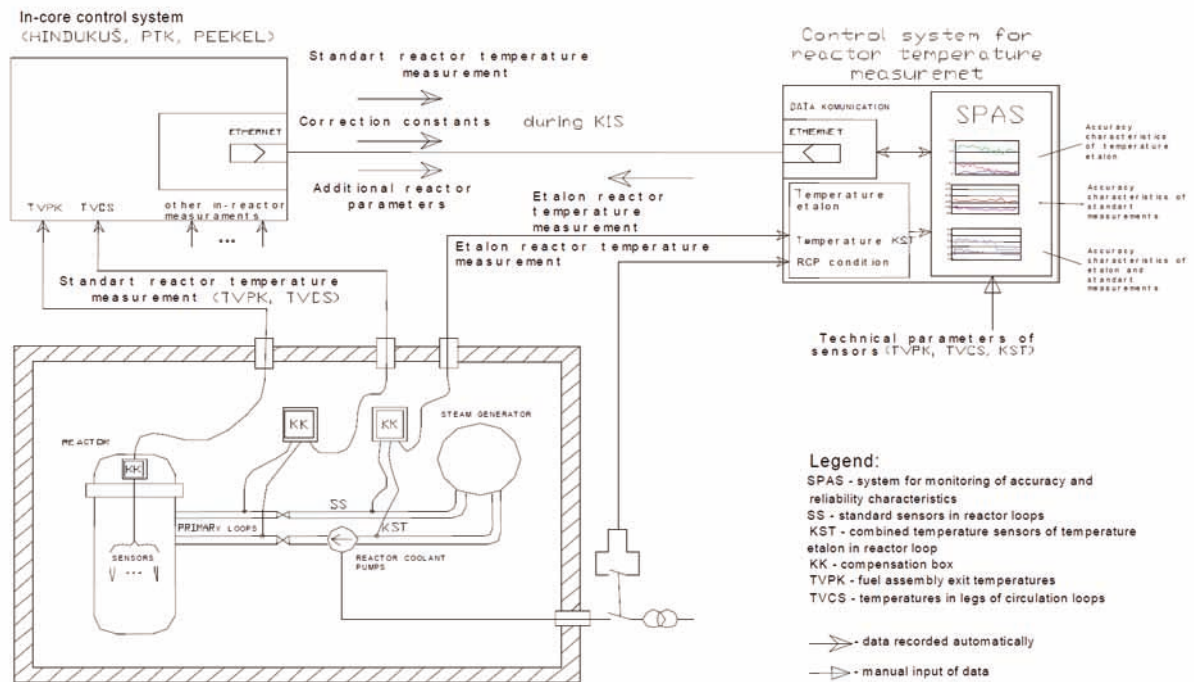 In-core control system
(HINDUKUŠ, PTK, PEEKEL)
Standart reactor temperature
measurement
Correction constants during KIS
Additional reactor
parameters
ETHERNET
TVPK TVCS other in-reactor
measuraments
...
Etalon reactor
temperature
measurement
Etalon reactor temperature
measurement
Standart reactor temperature
measurement (TVPK, TVCS)
Control system for
reactor temperature
measuremet
DATA KOMUNICATION
ETHERNET
SPAS
Temperature
etalon
Temperature KST
RCP condition
Accuracy
characteristics
of temperature
etalon
Accuracy
characteristics of
standart
measurements
Accuracy
characteristics of
etalon and
standart
measurements
Technical parameters of
sensors (TVPK, TVCS, KST)
REACTOR
KK
KK
KK
STEAM GENERATOR
SS
PRIMARY LOOPS
KST
SENSORS
...
REACTOR COOLANT
PUMPS
Legend:
SPAS - system for monitoring of accuracy and
reliability characteristics
SS - standard sensors in reactor loops
KST - combined temperature sensors of temperature
etalon in reactor loop
KK - compensation box
TVPK - fuel assembly exit temperatures
TVCS - temperatures in legs of circulation loops
- data recorded automatically
- manual input of data